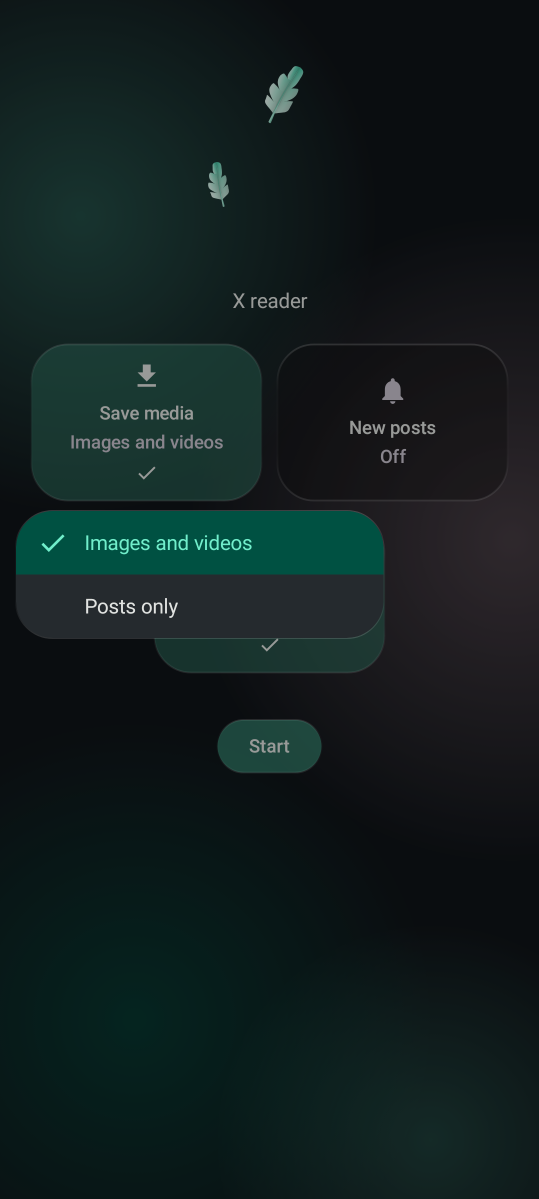 X reader
Save media
Images and videos
New posts
Off
Images and videos
Posts only
Start